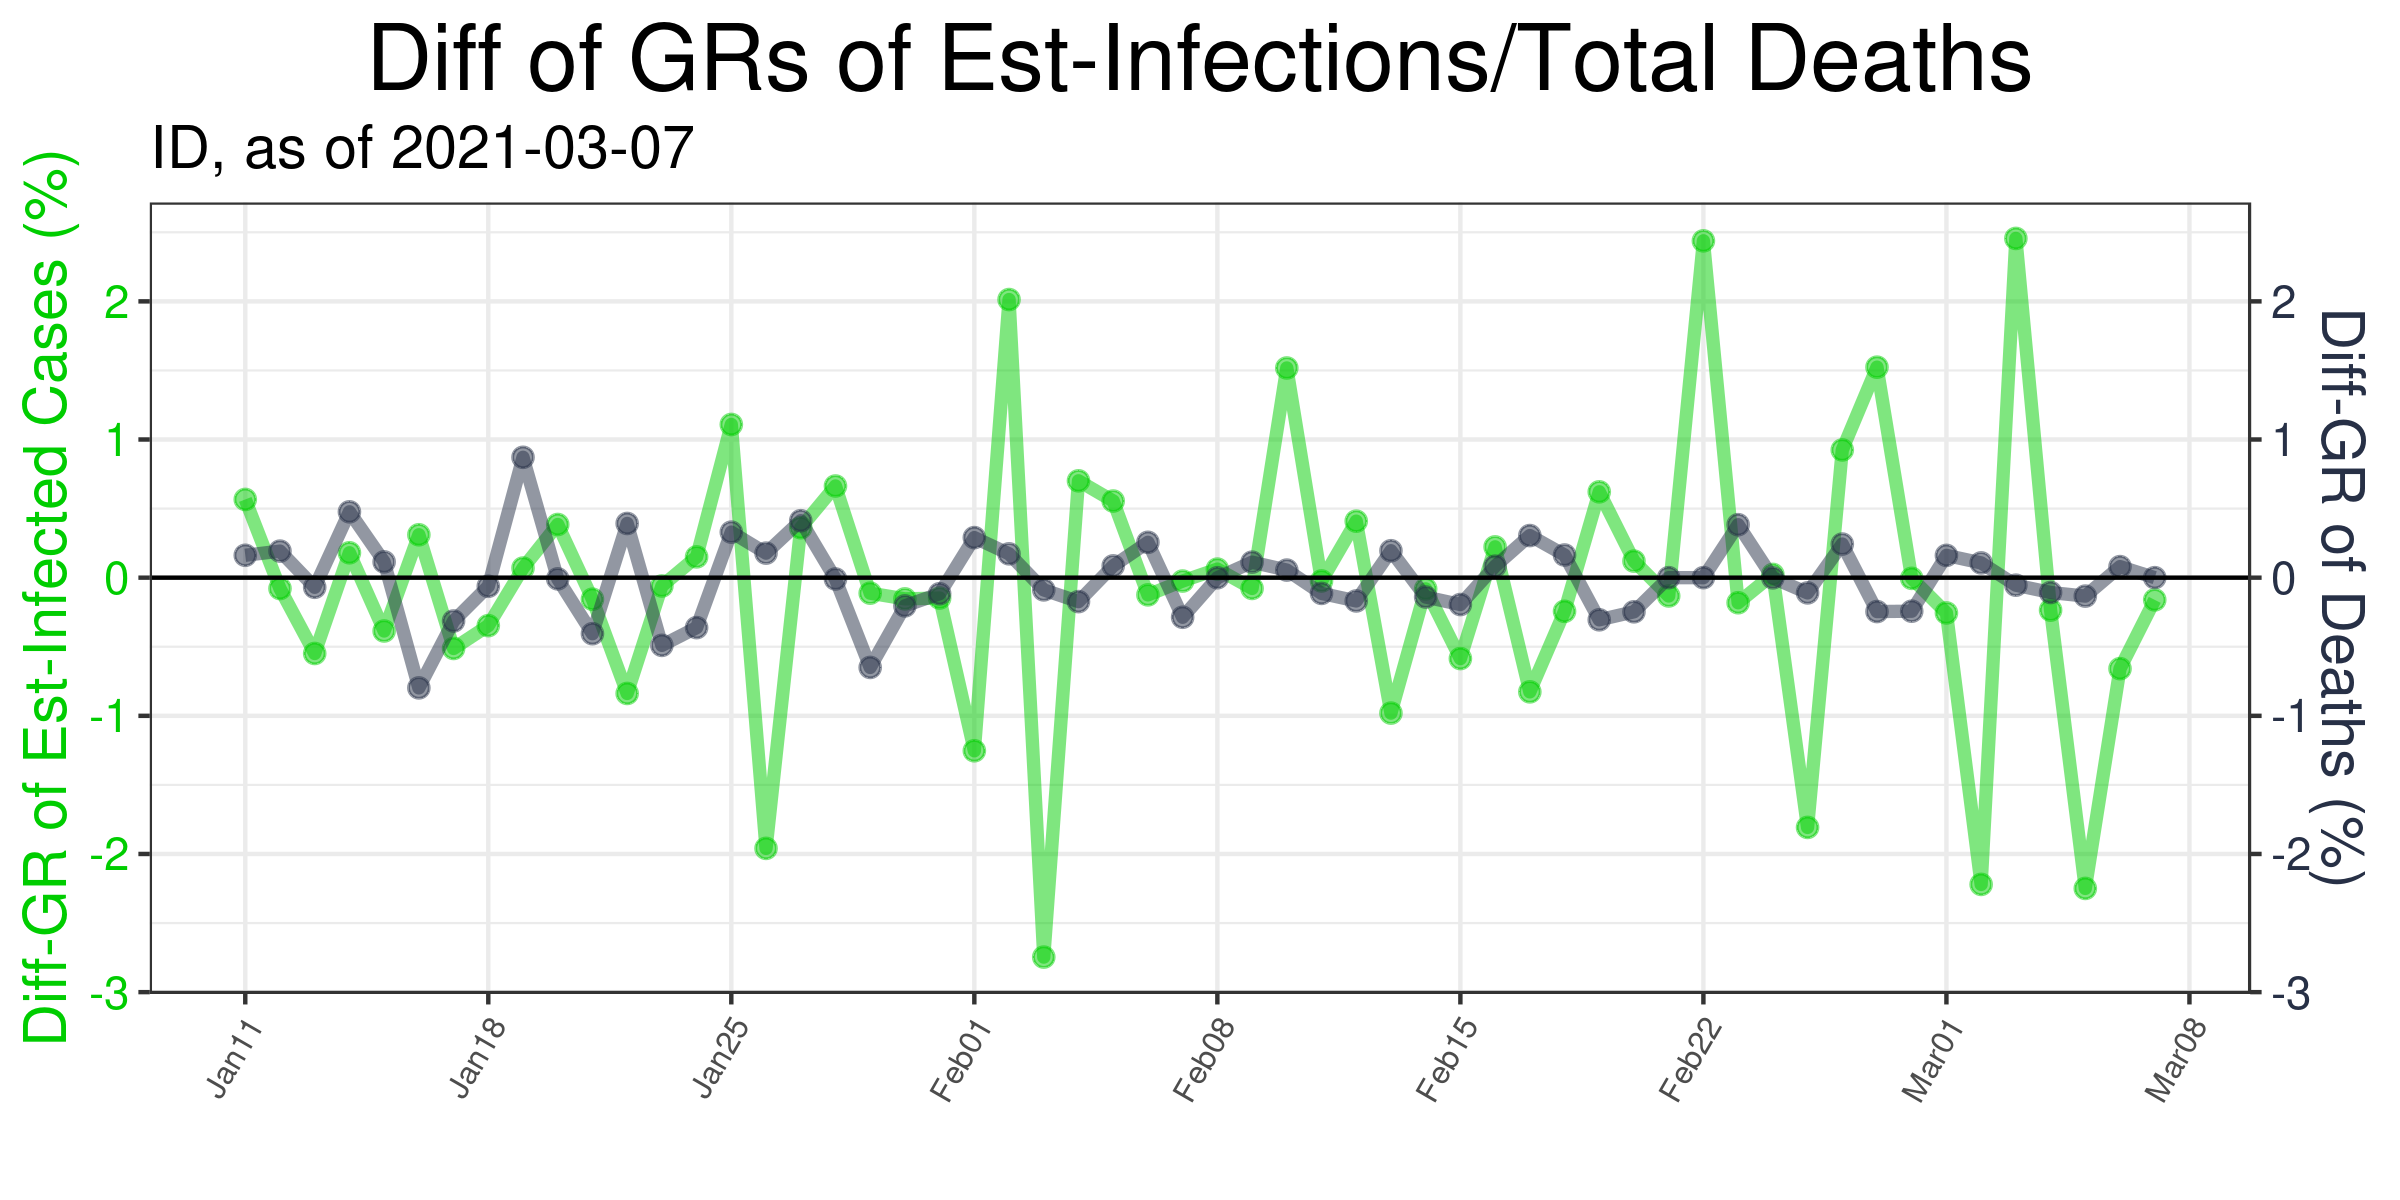 Diff of GRs of Est-Infections/Total Deaths
ID, as of 2021-03-07
Diff-GR of Est-Infected Cases (%)
2
1
0
-1
-2
-3
2
1
0
-1
-2
-3
Diff-GR of Deaths (%)
Jan11
Jan18
Jan25
Feb01
Feb08
Feb15
Feb22
Mar01
Mar08